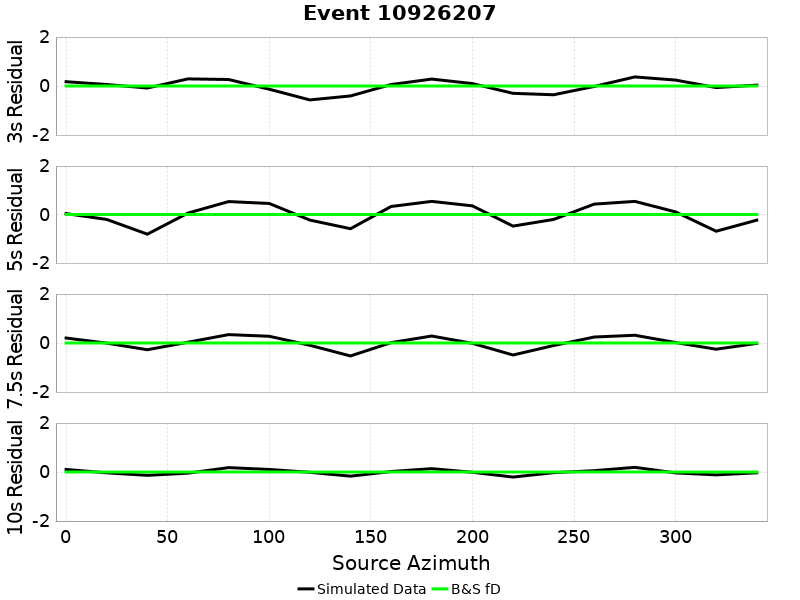 Event 10926207
2
0
-2
3s Residual
2
0
-2
5s Residual
2
0
-2
7.5s Residual
2
0
-2
10s Residual
0 50 100 150 200 250 300
Source Azimuth
Simulated Data B&S fD